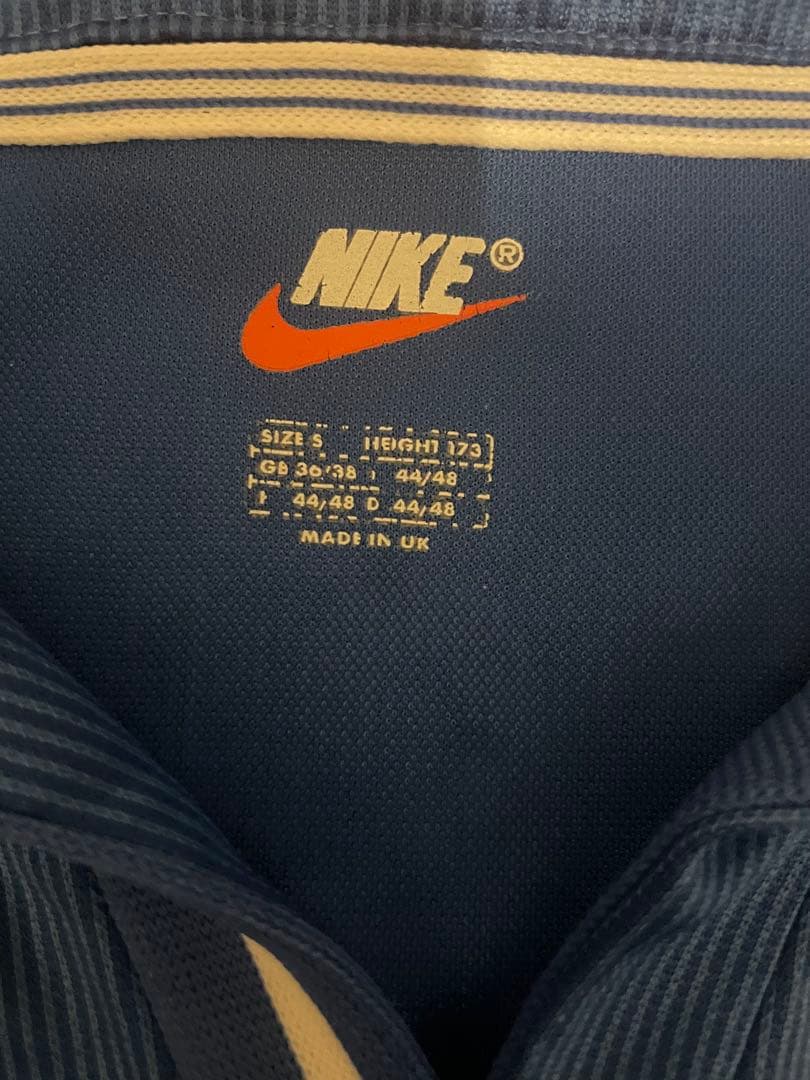 NIKE®
SIZE S HEIGHT 173
GB 36/38 I 44/48
F 44/48 D 44/48
MADE IN UK